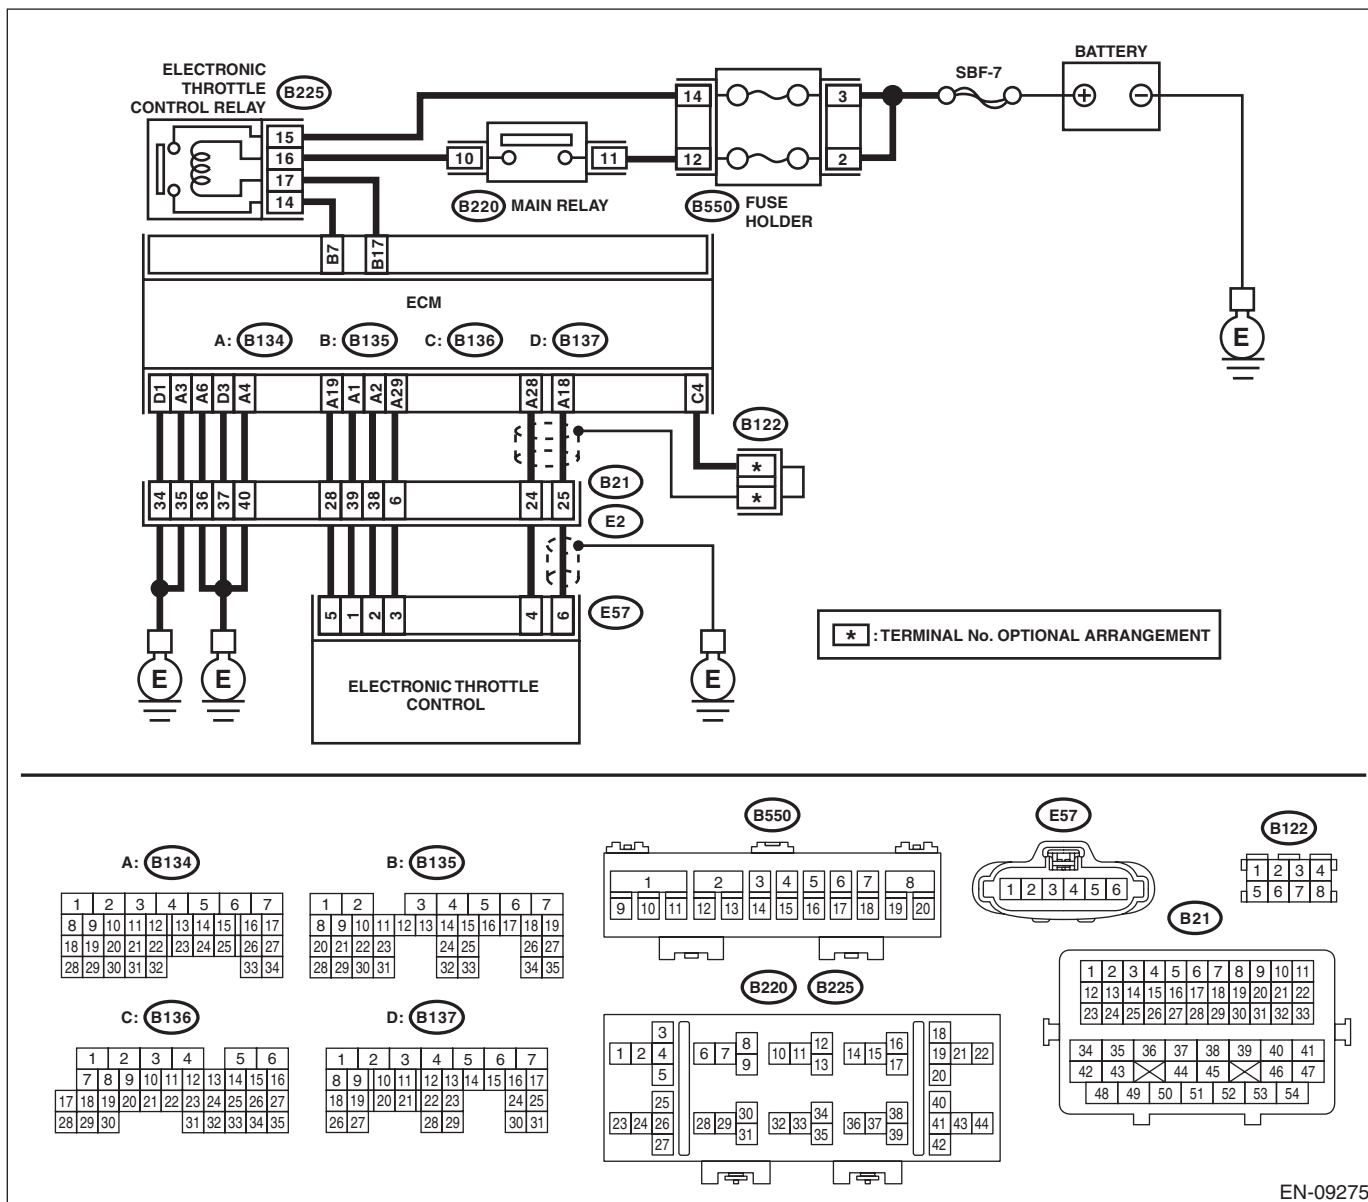 BATTERY
SBF-7
ELECTRONIC
THROTTLE
CONTROL RELAY
B225
15
16
17
14
10
11
B220 MAIN RELAY
14
12
3
2
B550 FUSE
HOLDER
+ −
E
B7 B17
ECM
A: B134 B: B135 C: B136 D: B137
D1 A3 A6 D3 A4 A19 A1 A2 A29 A28 A18 C4
B122
*
*
34 35 36 37 40 28 39 38 6 24 25
B21
E2
5 1 2 3 4 6
E57
E E E
ELECTRONIC THROTTLE
CONTROL
* : TERMINAL No. OPTIONAL ARRANGEMENT
A: B134
1 2 3 4 5 6 7
8 9 10 11 12 13 14 15 16 17
18 19 20 21 22 23 24 25 26 27
28 29 30 31 32 33 34
B: B135
1 2 3 4 5 6 7
8 9 10 11 12 13 14 15 16 17 18 19
20 21 22 23 24 25 26 27
28 29 30 31 32 33 34 35
C: B136
1 2 3 4 5 6
7 8 9 10 11 12 13 14 15 16
17 18 19 20 21 22 23 24 25 26 27
28 29 30 31 32 33 34 35
D: B137
1 2 3 4 5 6 7
8 9 10 11 12 13 14 15 16 17
18 19 20 21 22 23 24 25
26 27 28 29 30 31
B550
1 2 3 4 5 6 7 8
9 10 11 12 13 14 15 16 17 18 19 20
B220 B225
3 18
8 12 16
1 2 4 6 7 10 11 14 15 19 21 22
9 13 17
5 20
25 40
30 34 38
23 24 26 28 29 32 33 36 37 41 43 44
31 35 39
27 42
E57
1 2 3 4 5 6
B122
1 2 3 4
5 6 7 8
B21
1 2 3 4 5 6 7 8 9 10 11
12 13 14 15 16 17 18 19 20 21 22
23 24 25 26 27 28 29 30 31 32 33
34 35 36 37 38 39 40 41
42 43 44 45 46 47
48 49 50 51 52 53 54
EN-09275